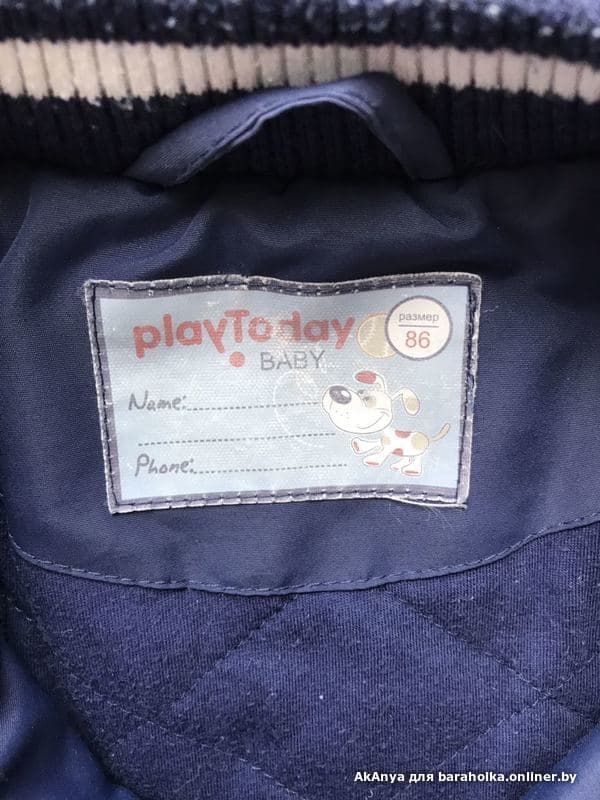 playToday
BABY
размер
86
Name:
Phone:
AkAnya для baraholka.onliner.by